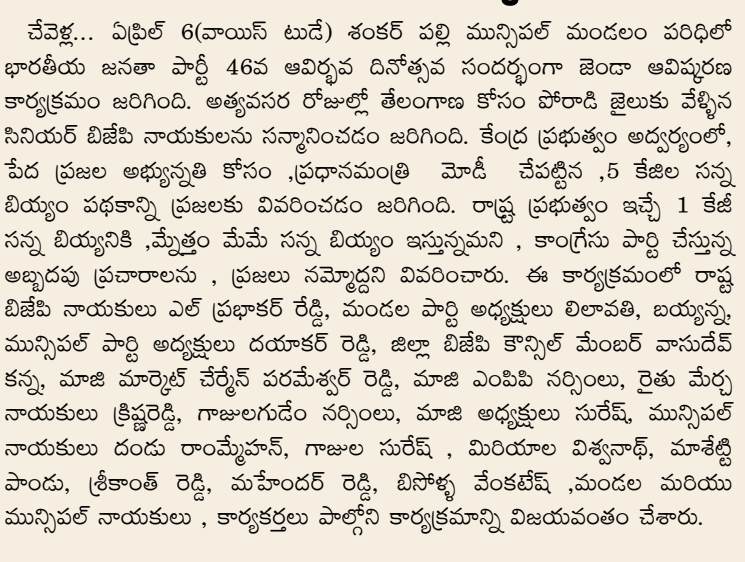 చేవెళ్ల... ఏప్రిల్ 6(వాయిస్ టుడే) శంకర్ పల్లి మున్సిపల్ మండలం పరిధిలో
భారతీయ జనతా పార్టీ 46వ ఆవిర్భవ దినోత్సవ సందర్భంగా జెండా ఆవిష్కరణ
కార్యక్రమం జరిగింది. అత్యవసర రోజుల్లో తేలంగాణ కోసం పోరాడి జైలుకు వేళ్ళిన
సినియర్ బిజేపి నాయకులను సన్మానించడం జరిగింది. కేంద్ర ప్రభుత్వం అద్వర్యంలో,
పేద ప్రజల అభ్యున్నతి కోసం ,ప్రధానమంత్రి మోడీ చేపట్టిన ,5 కేజిల సన్న
బియ్యం పథకాన్ని ప్రజలకు వివరించడం జరిగింది. రాష్ట్ర ప్రభుత్వం ఇచ్చే 1 కేజీ
సన్న బియ్యనికి ,మ్నేత్తం మేమే సన్న బియ్యం ఇస్తున్నమని , కాంగ్రేసు పార్టి చేస్తున్న
అబ్బదపు ప్రచారాలను , ప్రజలు నమ్మోద్దని వివరించారు. ఈ కార్యక్రమంలో రాష్ట
బిజేపి నాయకులు ఎల్ ప్రభాకర్ రేడ్డి, మండల పార్టి అధ్యక్షులు లిలావతి, బయ్యన్న,
మున్సిపల్ పార్టి అద్యక్షులు దయాకర్ రెడ్డి, జిల్లా బిజేపి కౌన్సిల్ మేంబర్ వాసుదేవ్
కన్న, మాజి మార్కెట్ చేర్మేన్ పరమేశ్వర్ రెడ్డి, మాజి ఎంపిపి నర్సింలు, రైతు మేర్చ
నాయకులు క్రిష్ణరెడ్డి, గాజులగుడేం నర్సింలు, మాజి అధ్యక్షులు సురేష్, మున్సిపల్
నాయకులు దండు రాంమ్మేహన్, గాజుల సురేష్ , మిరియాల విశ్వనాథ్, మాశేట్టి
పాండు, శ్రీకాంత్ రెడ్డి, మహేందర్ రెడ్డి, బిసోళ్ళ వేంకటేష్ ,మండల మరియు
మున్సిపల్ నాయకులు , కార్యకర్తలు పాల్గోని కార్యక్రమాన్ని విజయవంతం చేశారు.